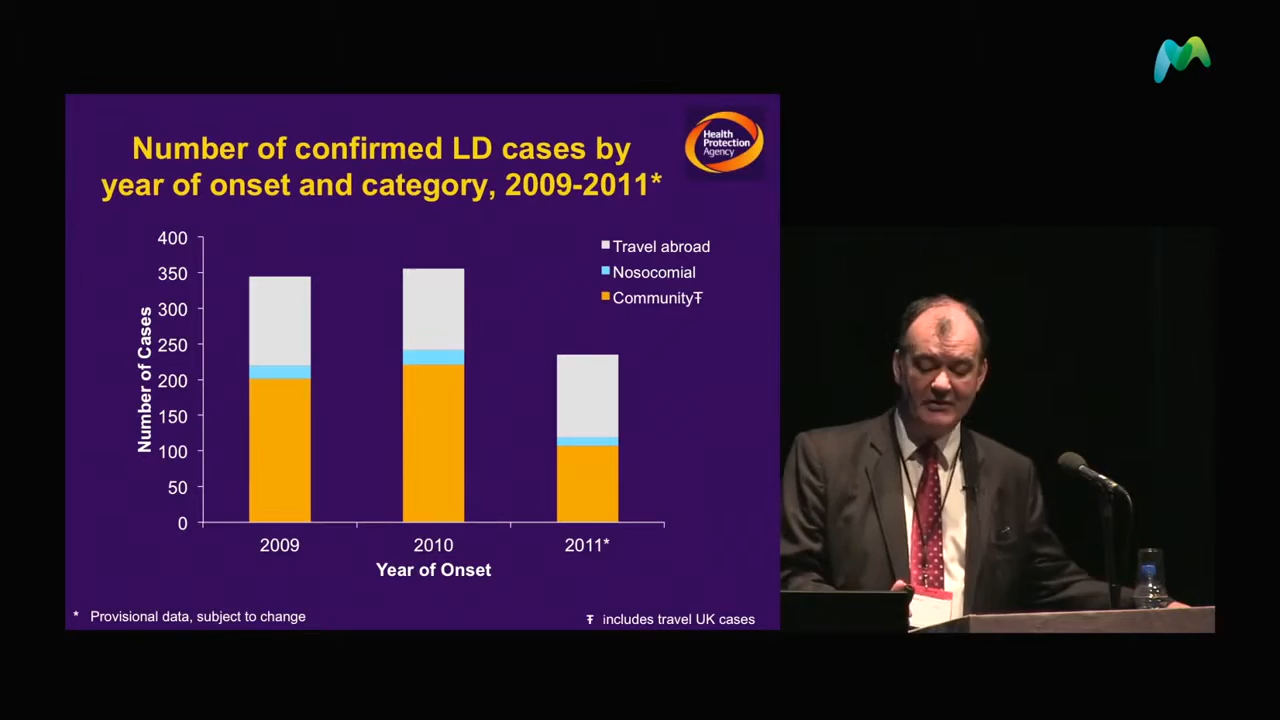 Number of confirmed LD cases by
year of onset and category, 2009-2011*
Health
Protection
Agency
Travel abroad
Nosocomial
CommunityŦ
Number of Cases
400
350
300
250
200
150
100
50
0
2009
2010
2011*
Year of Onset
* Provisional data, subject to change
Ŧ includes travel UK cases